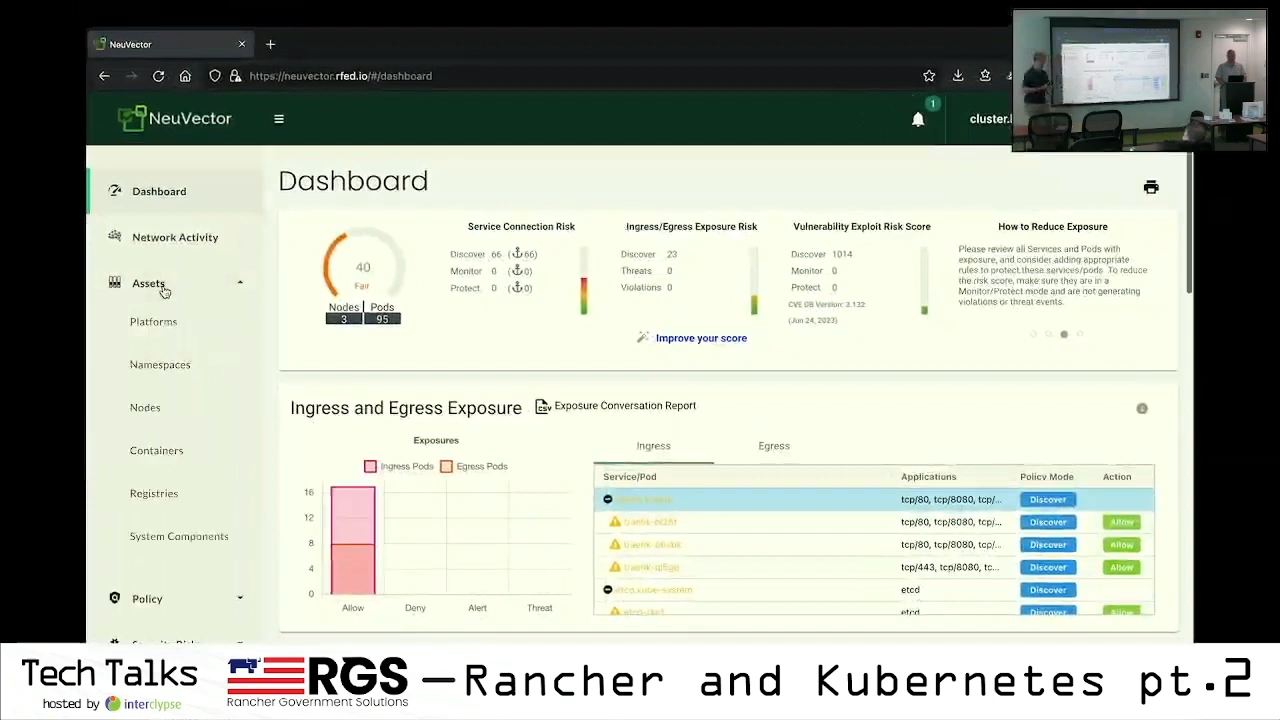 NeuVector
https://neuvector.rfed.io/#/dashboard
NeuVector
1
cluster.
Dashboard
Network Activity
Assets
Platforms
Namespaces
Nodes
Containers
Registries
System Components
Policy
Dashboard
40
Fair
Nodes Pods
3 95
Service Connection Risk
Discover 66 (66)
Monitor 0 (0)
Protect 0 (0)
Ingress/Egress Exposure Risk
Discover 23
Threats 0
Violations 0
Vulnerability Exploit Risk Score
Discover 1014
Monitor 0
Protect 0
CVE DB Version: 3.132
(Jun 24, 2023)
How to Reduce Exposure
Please review all Services and Pods with
exposure, and consider adding appropriate
rules to protect these services/pods. To reduce
the risk score, make sure they are in a
Monitor/Protect mode and are not generating
violations or threat events.
Improve your score
Ingress and Egress Exposure
CSV Exposure Conversation Report
Exposures
Ingress Pods Egress Pods
16
12
8
4
0
Allow Deny Alert Threat
Ingress Egress
Service/Pod Applications Policy Mode Action
tcp/80, tcp/8080, tcp/... Discover
tcp/80, tcp/8080, tcp/... Discover Allow
tcp/80, tcp/8080, tcp/... Discover Allow
tcp/443, tcp/8080, tc... Discover Allow
etcd.kube-system etcd Discover
etcd Discover Allow
Tech Talks
hosted by interclypse
RGS
Rancher Government Solutions
—Rancher and Kubernetes pt.2